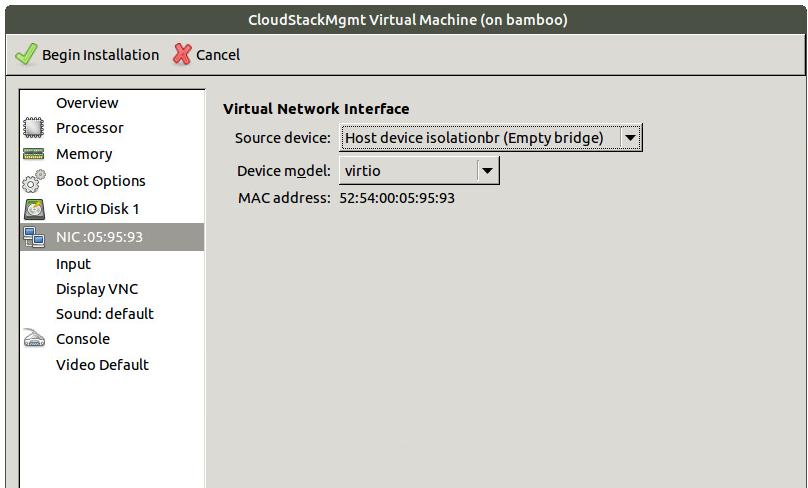 CloudStackMgmt Virtual Machine (on bamboo)
Begin Installation Cancel
Overview
Processor
Memory
Boot Options
VirtIO Disk 1
NIC :05:95:93
Input
Display VNC
Sound: default
Console
Video Default
Virtual Network Interface
Source device: Host device isolationbr (Empty bridge)
Device model: virtio
MAC address: 52:54:00:05:95:93